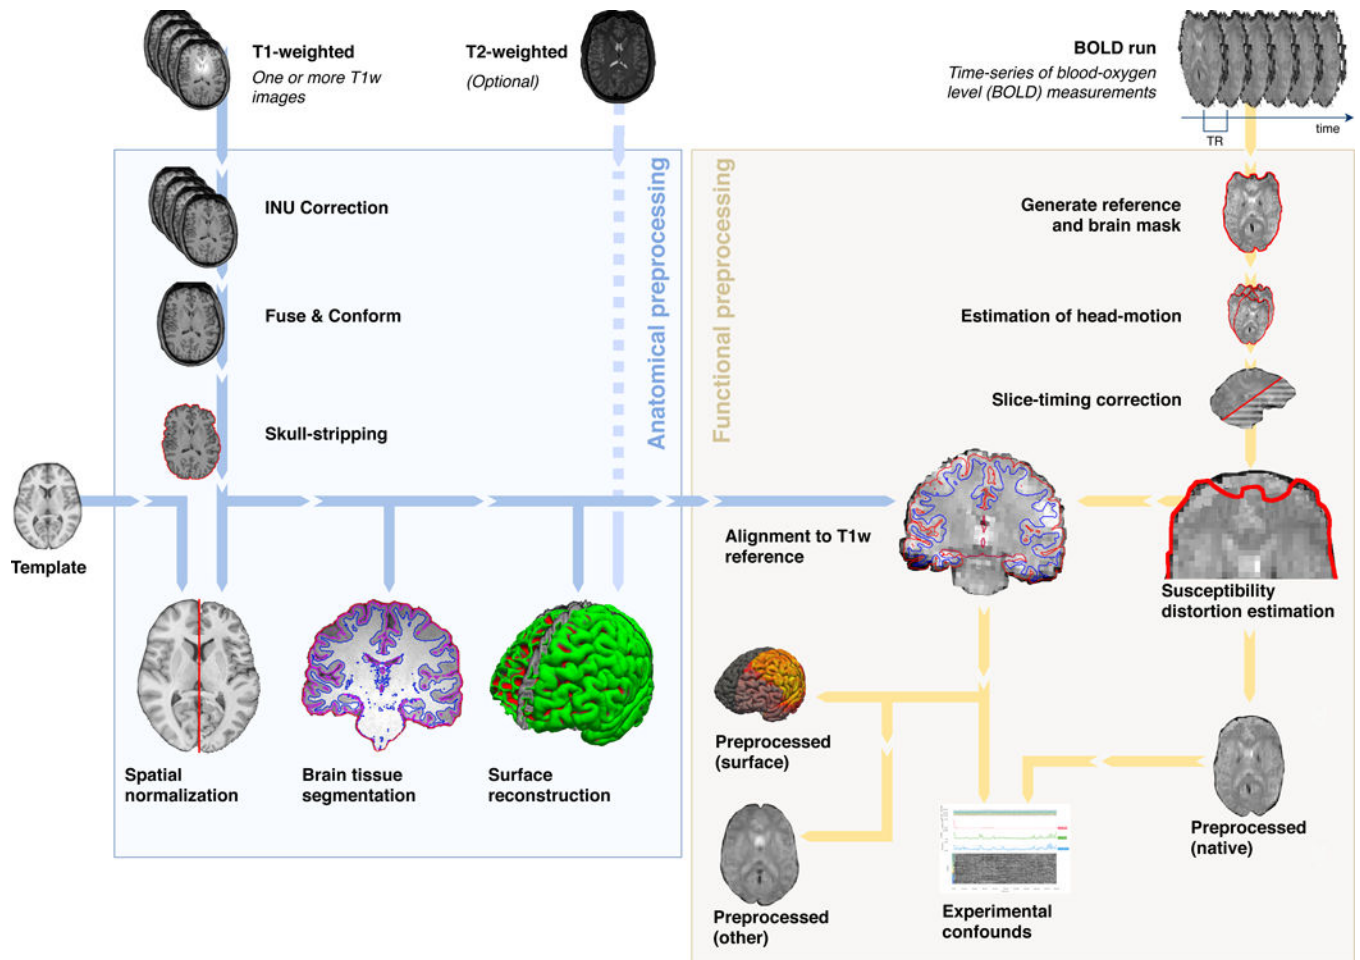 T1-weighted
One or more T1w
images
T2-weighted
(Optional)
BOLD run
Time-series of blood-oxygen
level (BOLD) measurements
time
TR
Anatomical preprocessing
INU Correction
Fuse & Conform
Skull-stripping
Template
Spatial
normalization
Brain tissue
segmentation
Surface
reconstruction
Functional preprocessing
Generate reference
and brain mask
Estimation of head-motion
Slice-timing correction
Alignment to T1w
reference
Susceptibility
distortion estimation
Preprocessed
(surface)
Preprocessed
(other)
Experimental
confounds
Preprocessed
(native)